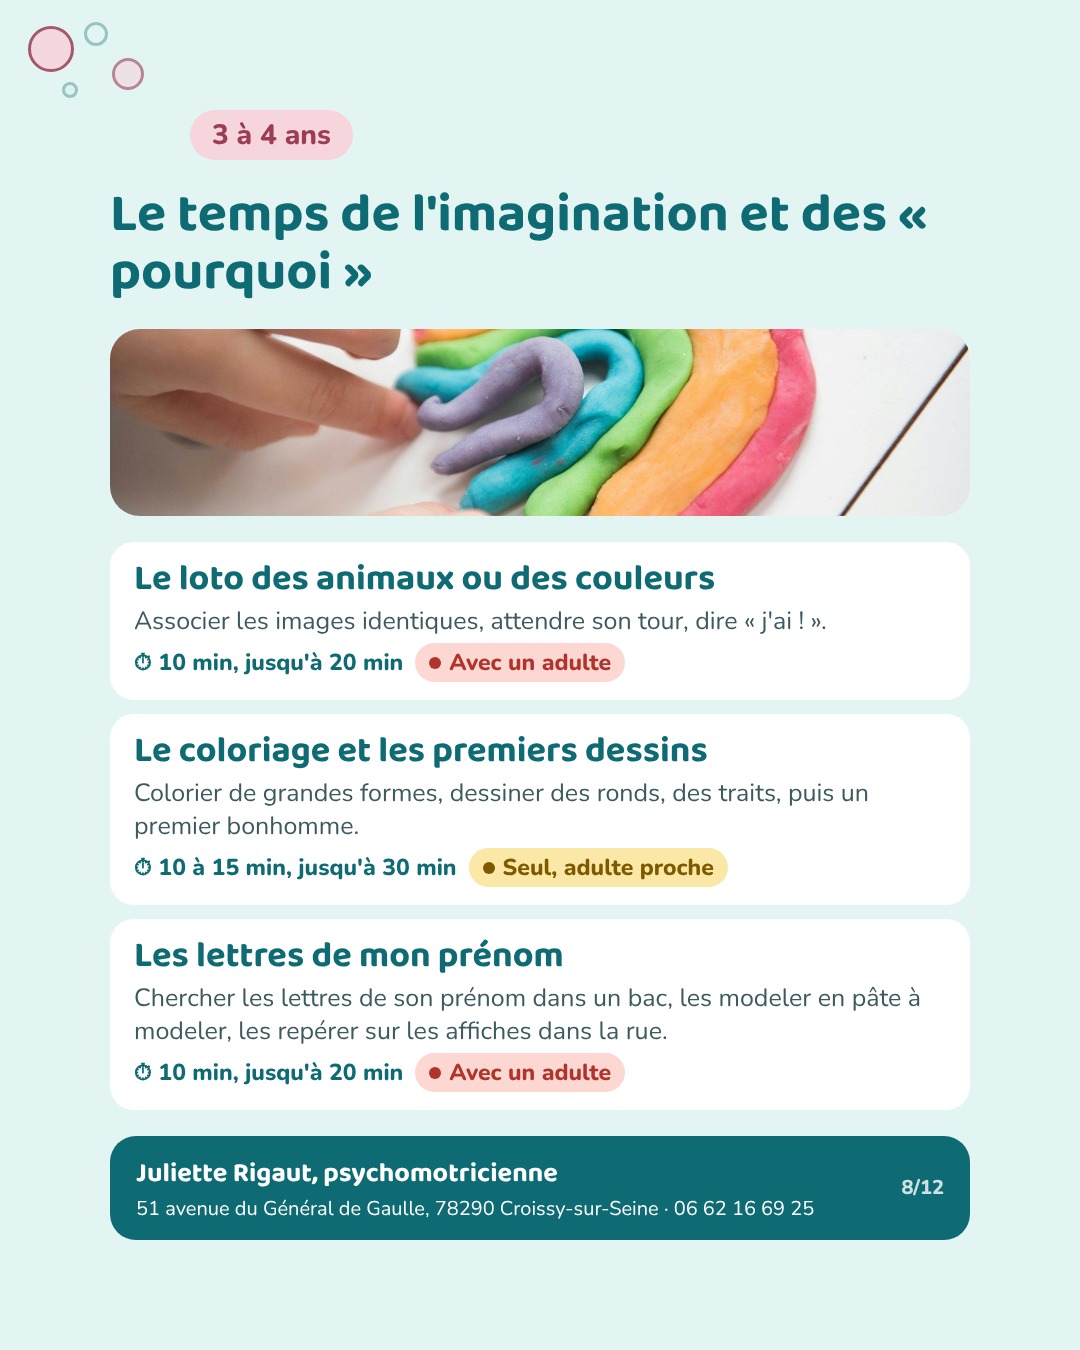 3 à 4 ans
Le temps de l'imagination et des «
pourquoi »
Le loto des animaux ou des couleurs
Associer les images identiques, attendre son tour, dire « j'ai ! ».
⏱ 10 min, jusqu'à 20 min ● Avec un adulte
Le coloriage et les premiers dessins
Colorier de grandes formes, dessiner des ronds, des traits, puis un
premier bonhomme.
⏱ 10 à 15 min, jusqu'à 30 min ● Seul, adulte proche
Les lettres de mon prénom
Chercher les lettres de son prénom dans un bac, les modeler en pâte à
modeler, les repérer sur les affiches dans la rue.
⏱ 10 min, jusqu'à 20 min ● Avec un adulte
Juliette Rigaut, psychomotricienne
51 avenue du Général de Gaulle, 78290 Croissy-sur-Seine · 06 62 16 69 25
8/12